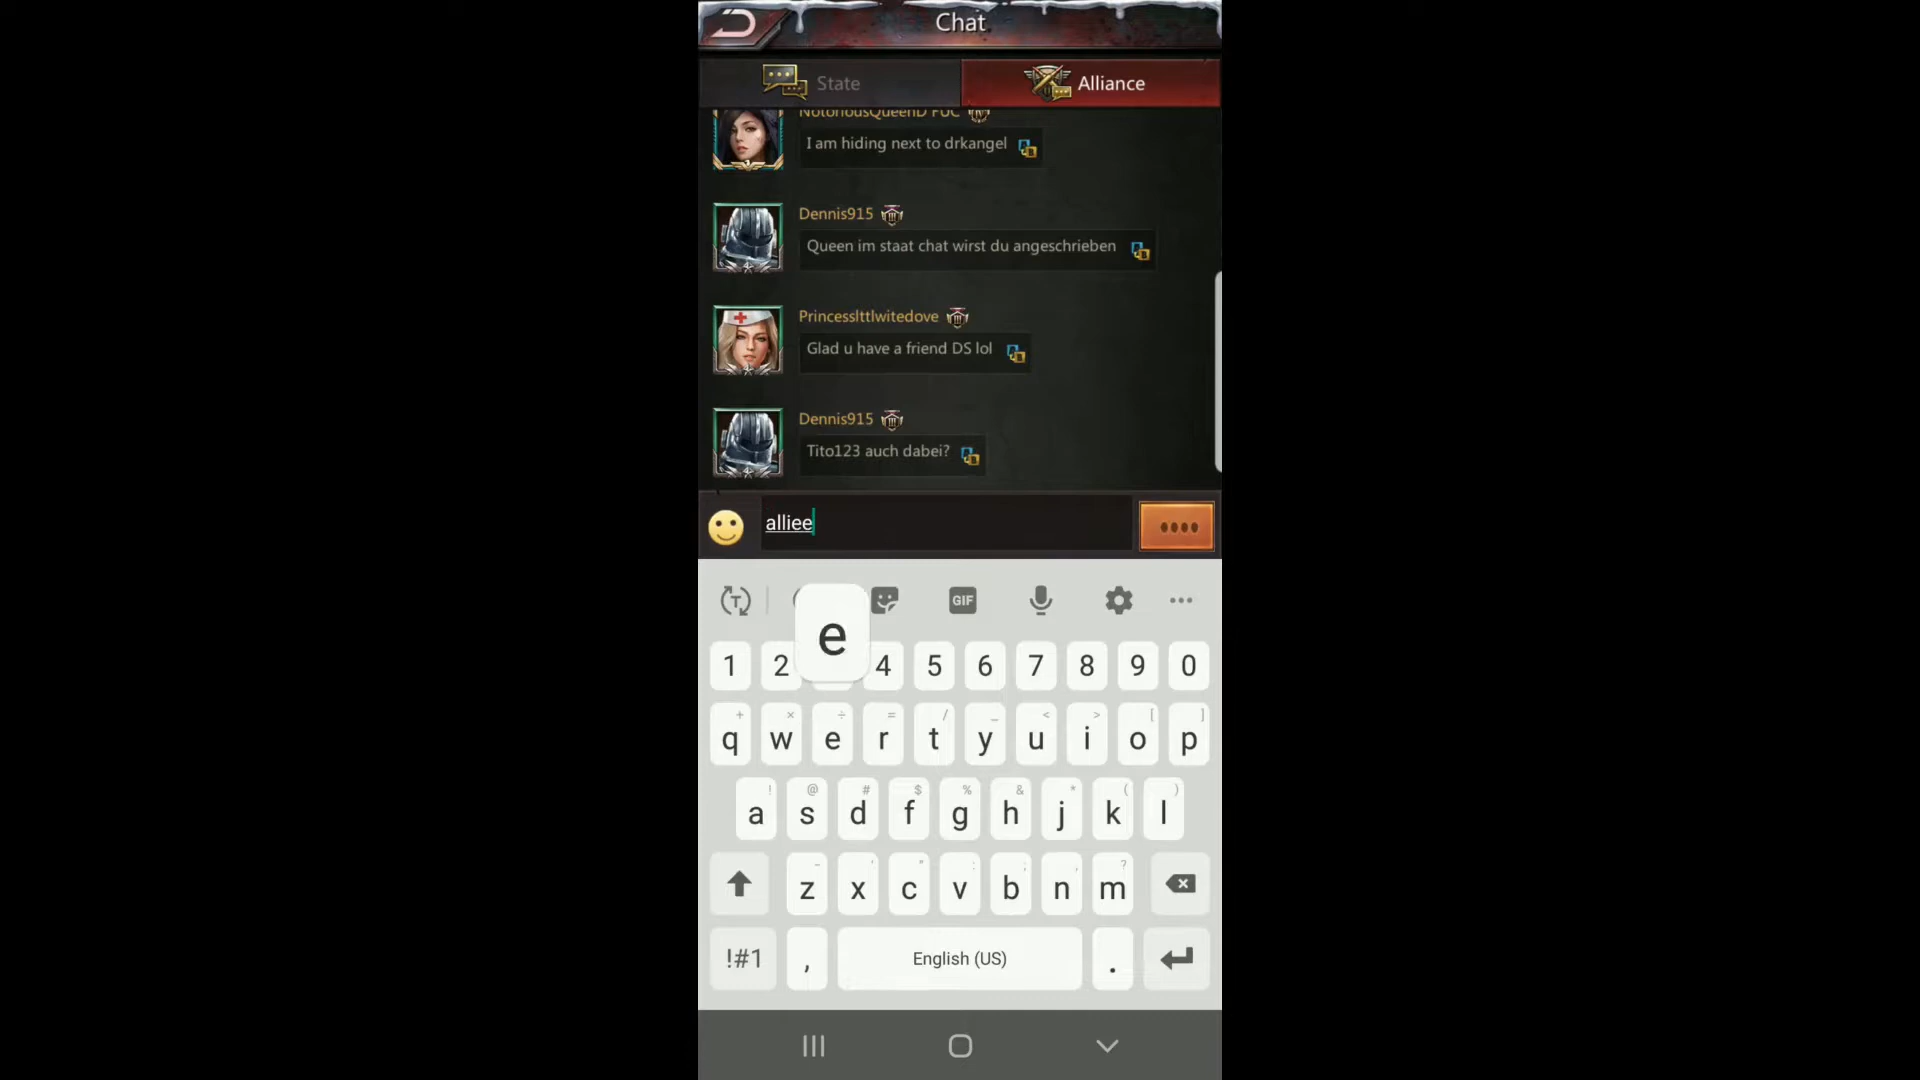 Chat
State
Alliance
NotoriousQueenD FUC
I am hiding next to drkangel
Dennis915
Queen im staat chat wirst du angeschrieben
Princesslttlwitedove
Glad u have a friend DS lol
Dennis915
Tito123 auch dabei?
alliee
GIF
e
1 2 4 5 6 7 8 9 0
q w e r t y u i o p
a s d f g h j k l
z x c v b n m
!#1 , English (US) .